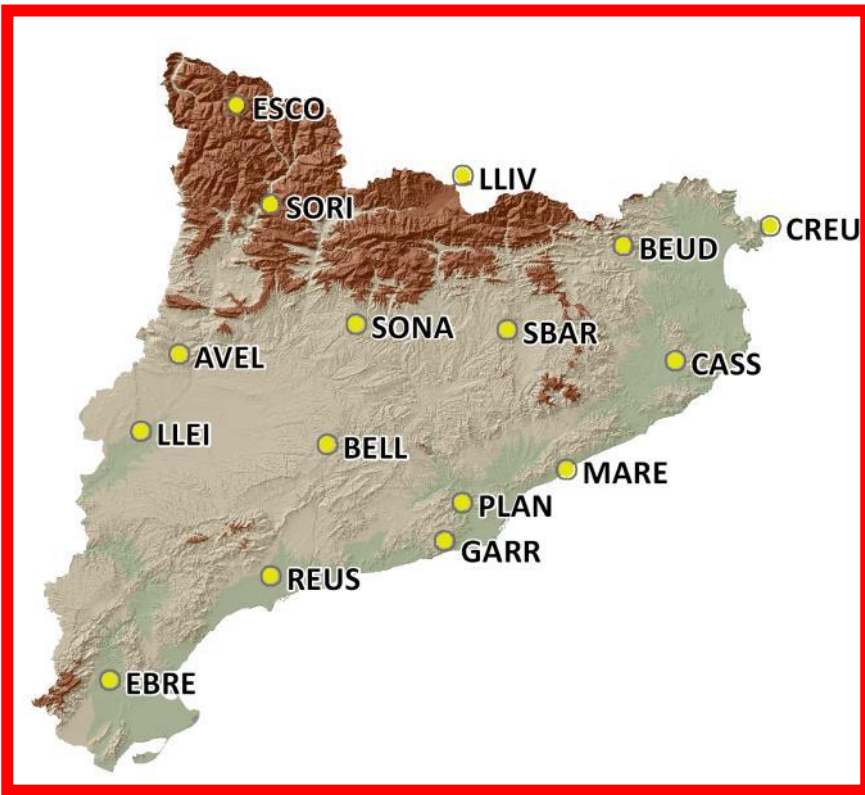 ESCO
LLIV
SORI
CREU
BEUD
SONA
SBAR
AVEL
CASS
LLEI
BELL
MARE
PLAN
GARR
REUS
EBRE